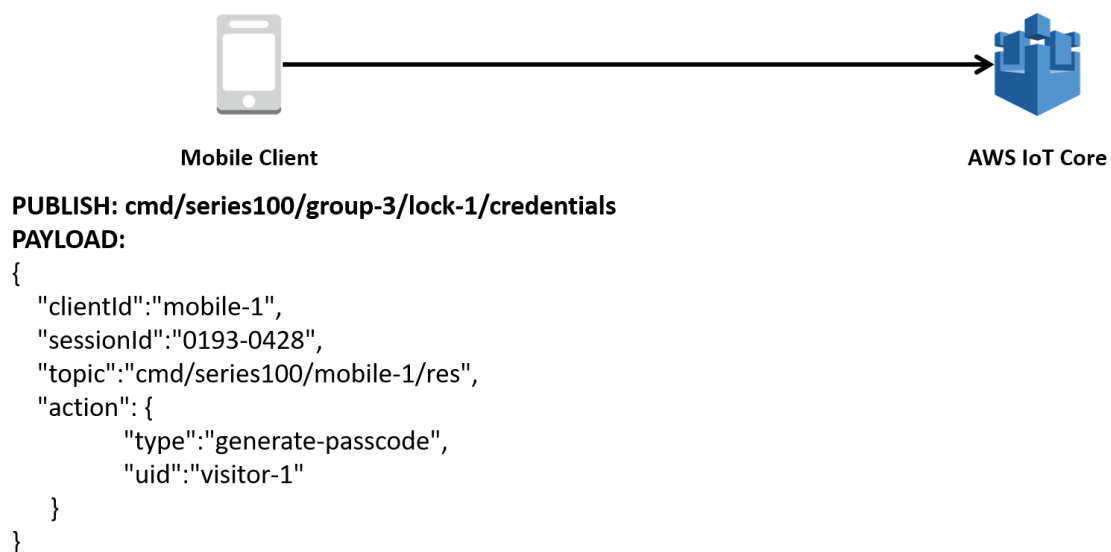 Mobile Client
AWS IoT Core
PUBLISH: cmd/series100/group-3/lock-1/credentials
PAYLOAD:
{
"clientId":"mobile-1",
"sessionId":"0193-0428",
"topic":"cmd/series100/mobile-1/res",
"action": {
"type":"generate-passcode",
"uid":"visitor-1"
}
}